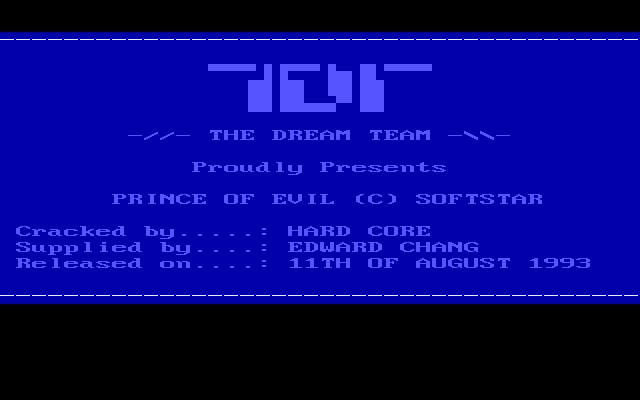 TDT
-//- THE DREAM TEAM -\\-
Proudly Presents
PRINCE OF EVIL (C) SOFTSTAR
Cracked by.....: HARD CORE
Supplied by....: EDWARD CHANG
Released on....: 11TH OF AUGUST 1993